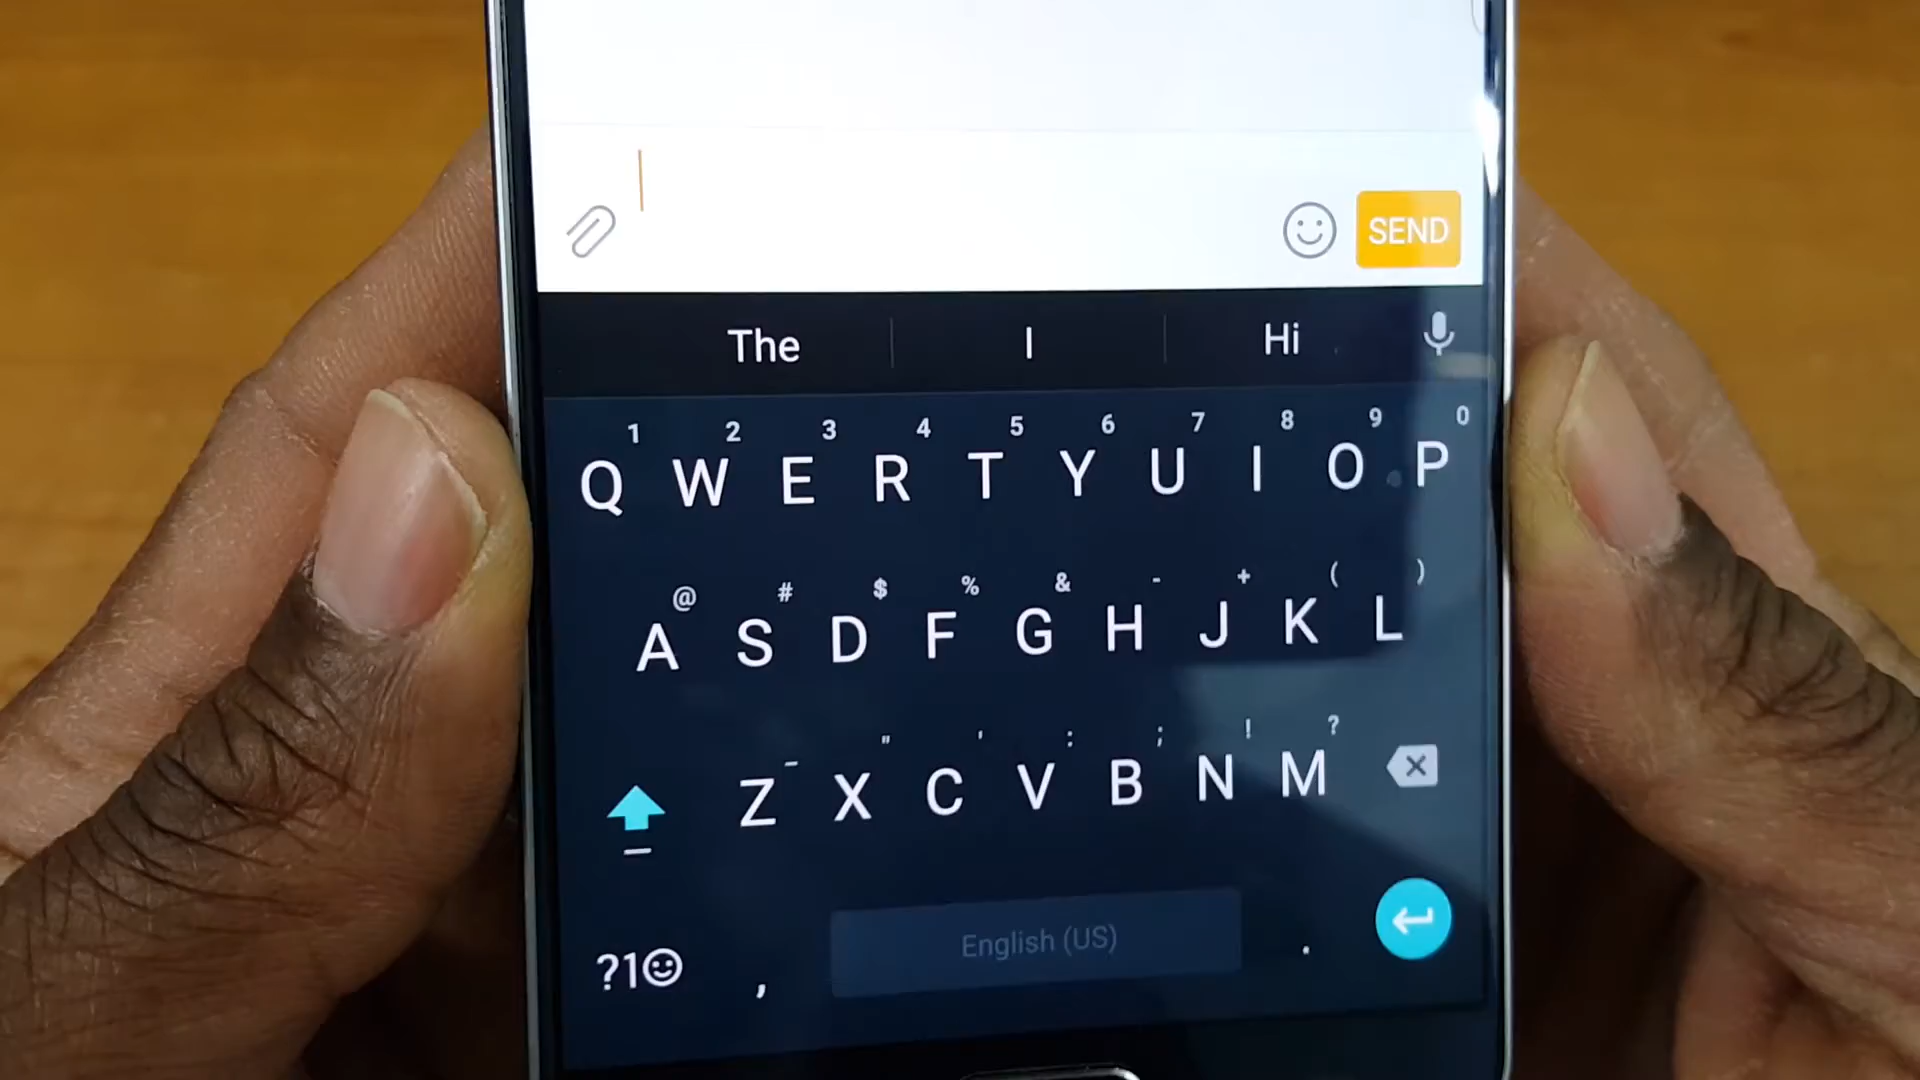 SEND
The I Hi
1 2 3 4 5 6 7 8 9 0
Q W E R T Y U I O P
@ # $ % & - + ( )
A S D F G H J K L
_ " ' : ; ! ?
Z X C V B N M
?1☺ , English (US) .